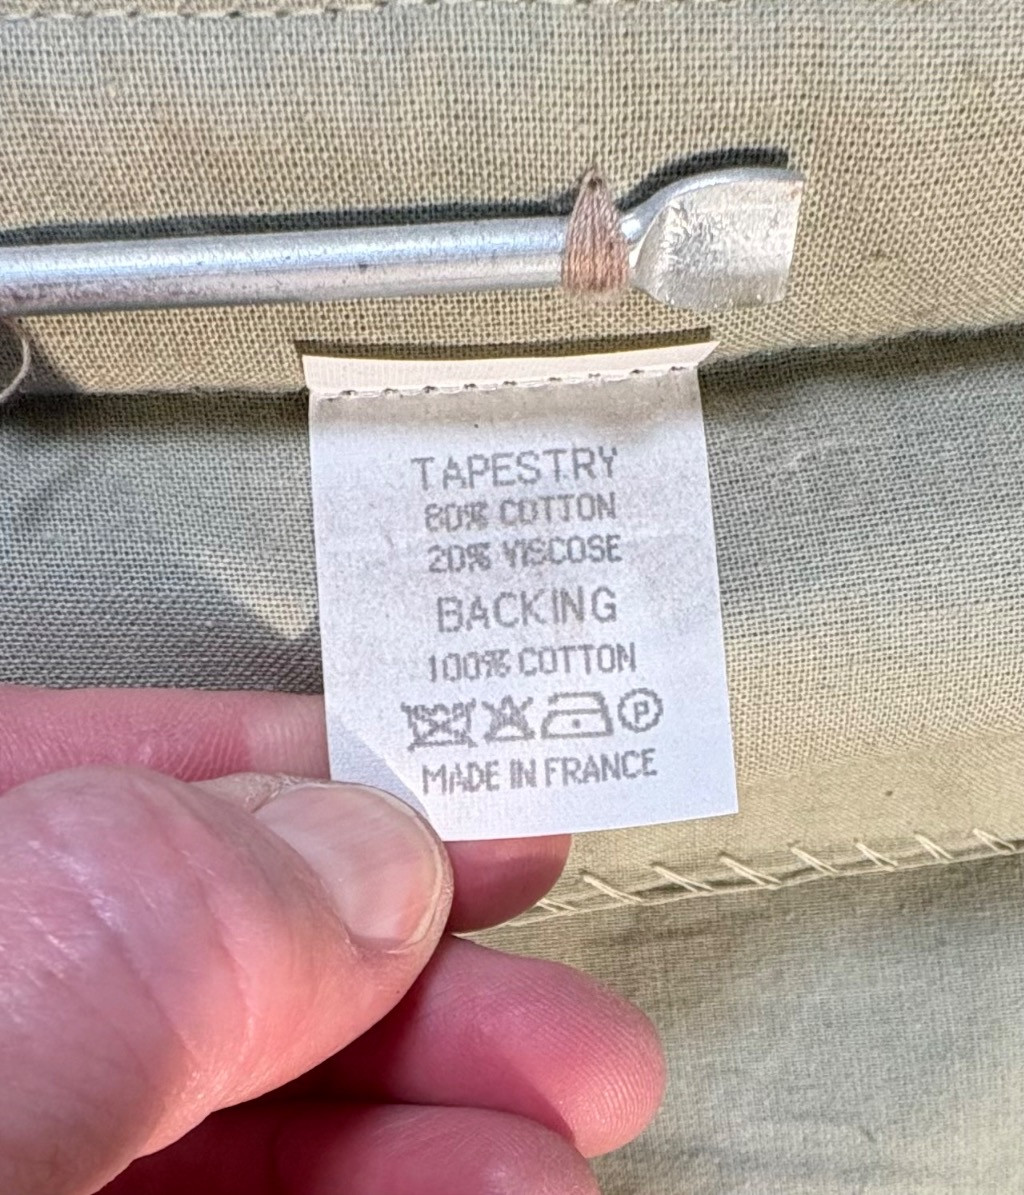 TAPESTRY
80% COTTON
20% VISCOSE
BACKING
100% COTTON
P
MADE IN FRANCE